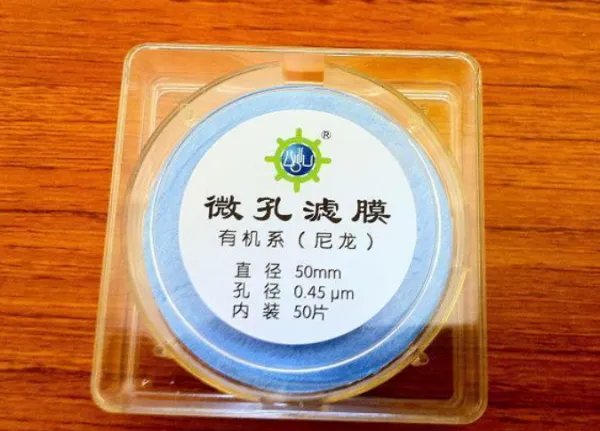 ®
微孔滤膜
有机系（尼龙）
直径 50mm
孔径 0.45 μm
内装 50片